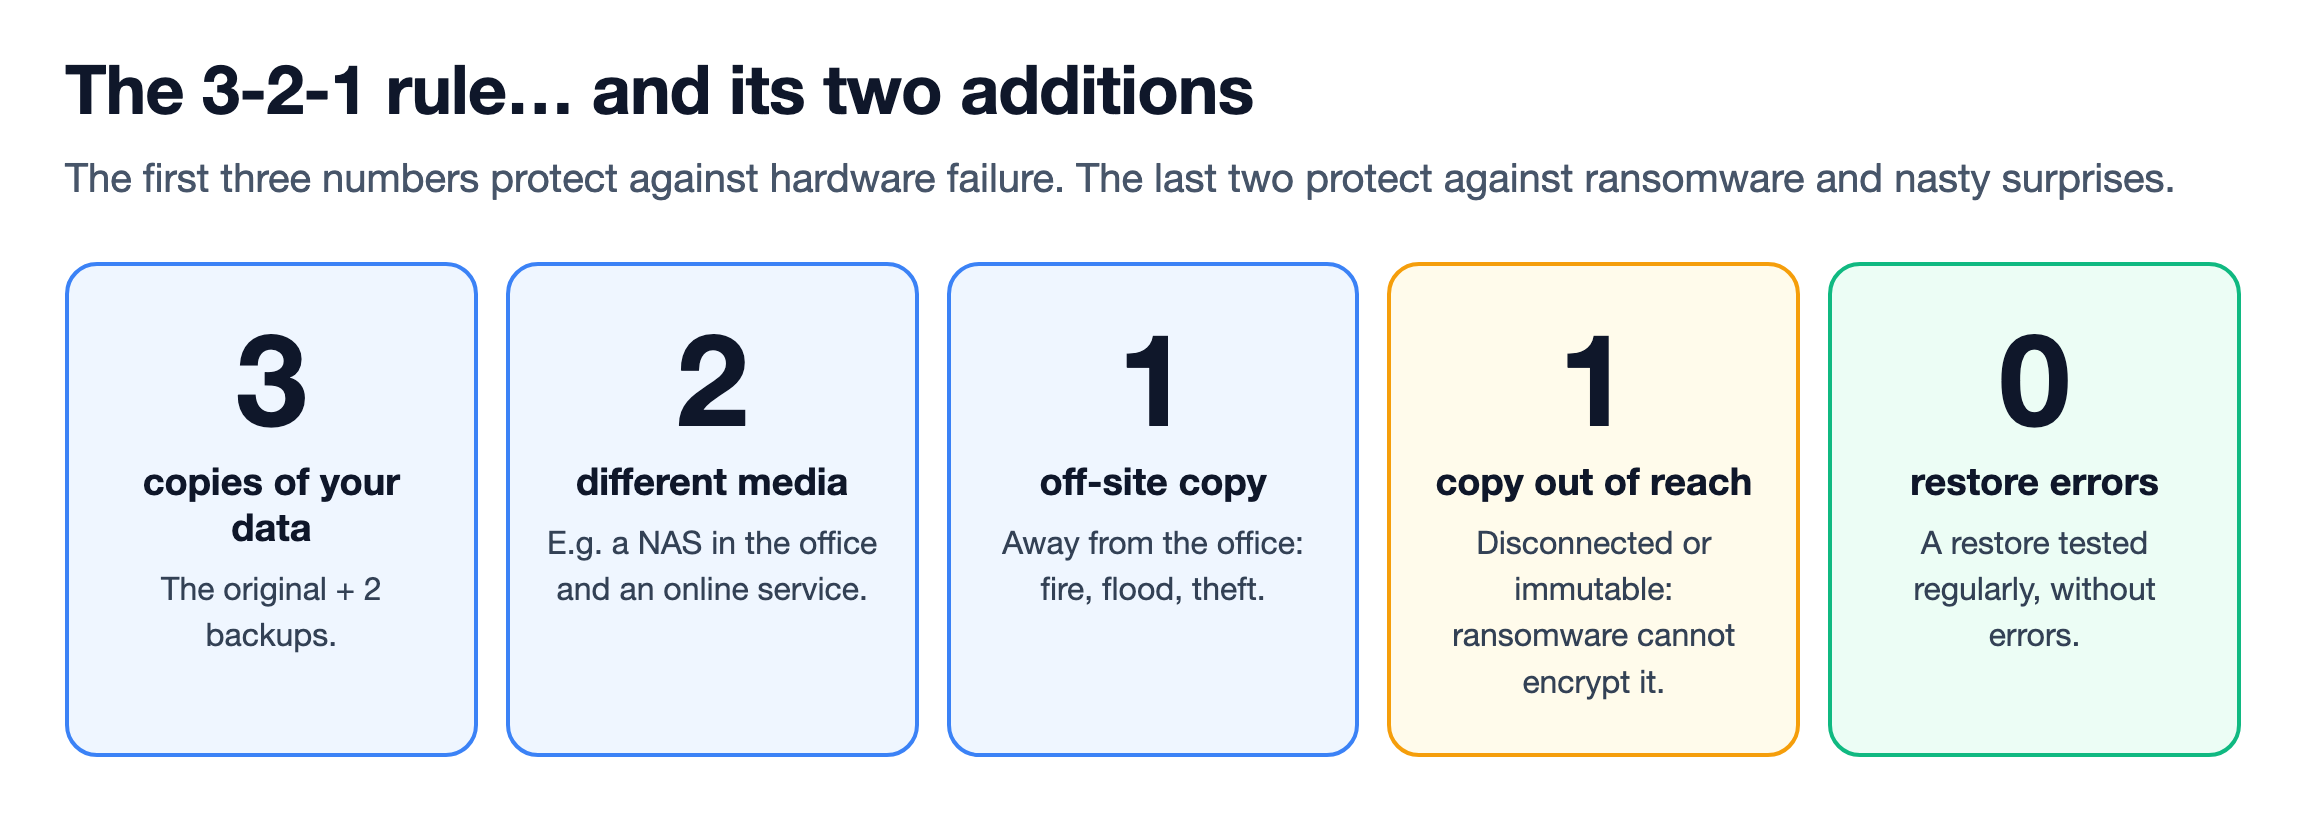 The 3-2-1 rule… and its two additions
The first three numbers protect against hardware failure. The last two protect against ransomware and nasty surprises.
3
copies of your
data
The original + 2
backups.
2
different media
E.g. a NAS in the office
and an online service.
1
off-site copy
Away from the office:
fire, flood, theft.
1
copy out of reach
Disconnected or
immutable:
ransomware cannot
encrypt it.
0
restore errors
A restore tested
regularly, without
errors.